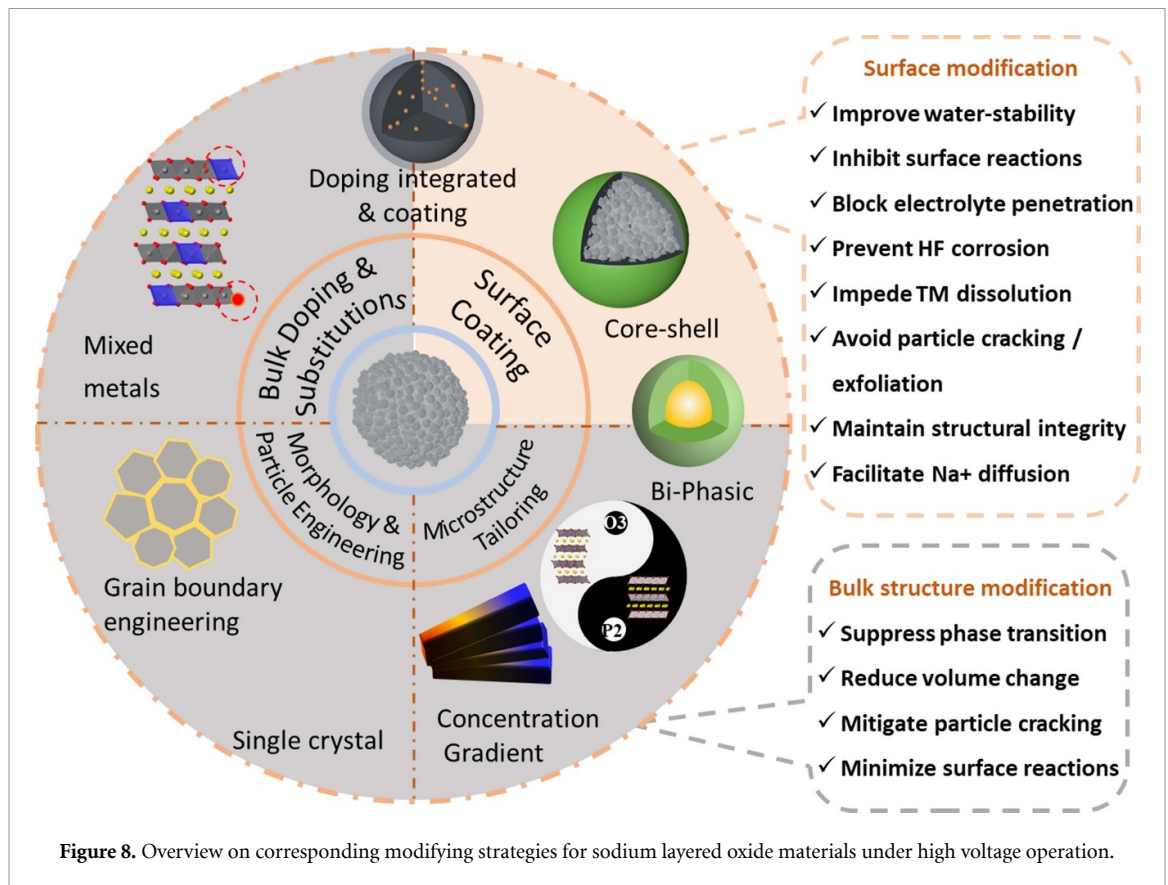 Doping integrated
& coating
Mixed
metals
Bulk Doping &
Substitutions
Surface
Coating
Core-shell
Bi-Phasic
Morphology &
Particle Engineering
Microstructure
Tailoring
O3
P2
Grain boundary
engineering
Single crystal
Concentration
Gradient
Surface modification
✓ Improve water-stability
✓ Inhibit surface reactions
✓ Block electrolyte penetration
✓ Prevent HF corrosion
✓ Impede TM dissolution
✓ Avoid particle cracking /
exfoliation
✓ Maintain structural integrity
✓ Facilitate Na+ diffusion
Bulk structure modification
✓ Suppress phase transition
✓ Reduce volume change
✓ Mitigate particle cracking
✓ Minimize surface reactions
Figure 8. Overview on corresponding modifying strategies for sodium layered oxide materials under high voltage operation.